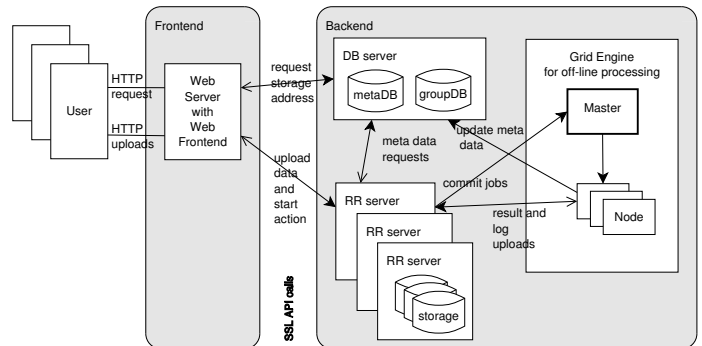 Frontend
Backend
User
HTTP
request
HTTP
uploads
Web
Server
with
Web
Frontend
request
storage
address
upload
data
and
start
action
SSL API calls
DB server
metaDB
groupDB
meta data
requests
update meta
data
commit jobs
RR server
RR server
RR server
storage
result and
log
uploads
Grid Engine
for off-line processing
Master
Node